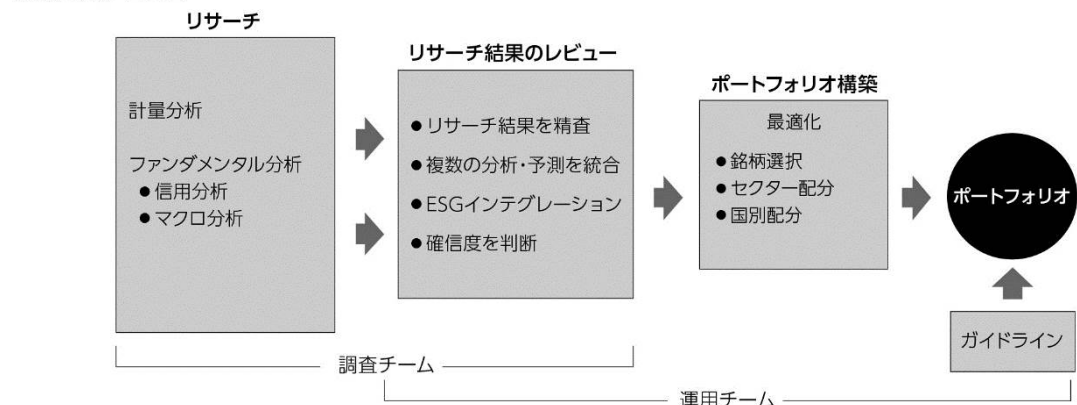 リサーチ
計量分析
ファンダメンタル分析
●信用分析
●マクロ分析
リサーチ結果のレビュー
●リサーチ結果を精査
●複数の分析・予測を統合
●ESGインテグレーション
●確信度を判断
ポートフォリオ構築
最適化
●銘柄選択
●セクター配分
●国別配分
ポートフォリオ
ガイドライン
調査チーム
運用チーム